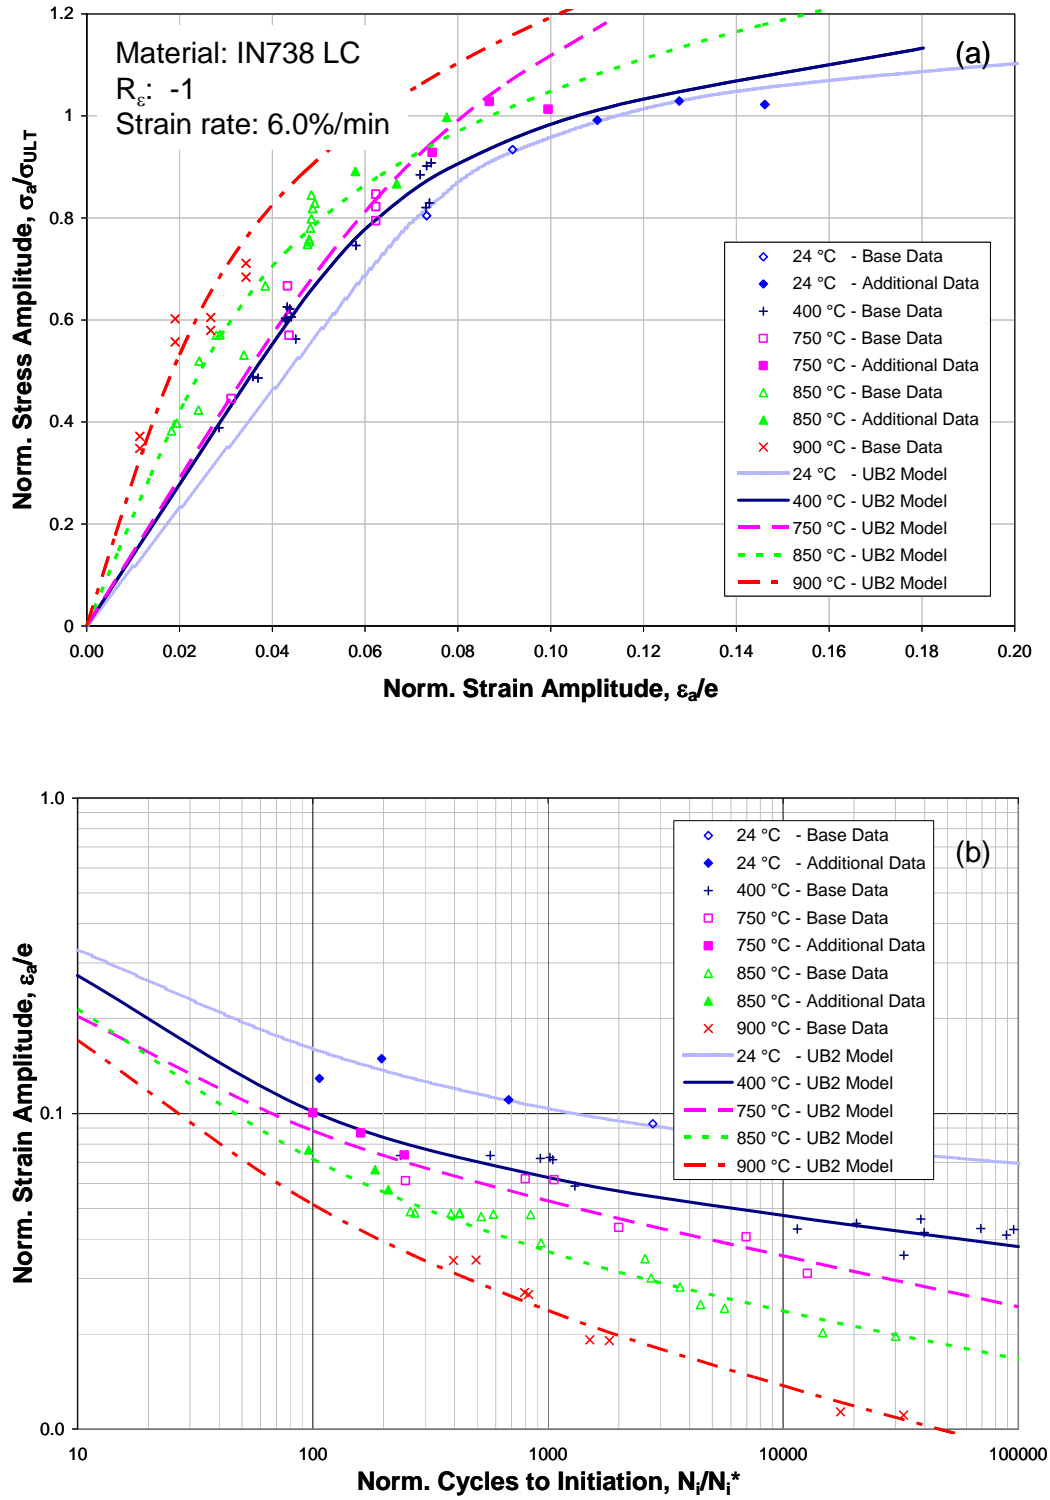 Material: IN738 LC
Rε: -1
Strain rate: 6.0%/min
(a)
Norm. Stress Amplitude, σa/σULT
1.2
1
0.8
0.6
0.4
0.2
0
24 °C - Base Data
24 °C - Additional Data
400 °C - Base Data
750 °C - Base Data
750 °C - Additional Data
850 °C - Base Data
850 °C - Additional Data
900 °C - Base Data
24 °C - UB2 Model
400 °C - UB2 Model
750 °C - UB2 Model
850 °C - UB2 Model
900 °C - UB2 Model
0.00 0.02 0.04 0.06 0.08 0.10 0.12 0.14 0.16 0.18 0.20
Norm. Strain Amplitude, εa/e
(b)
Norm. Strain Amplitude, εa/e
1.0
0.1
0.0
24 °C - Base Data
24 °C - Additional Data
400 °C - Base Data
750 °C - Base Data
750 °C - Additional Data
850 °C - Base Data
850 °C - Additional Data
900 °C - Base Data
24 °C - UB2 Model
400 °C - UB2 Model
750 °C - UB2 Model
850 °C - UB2 Model
900 °C - UB2 Model
10 100 1000 10000 100000
Norm. Cycles to Initiation, Ni/Ni*